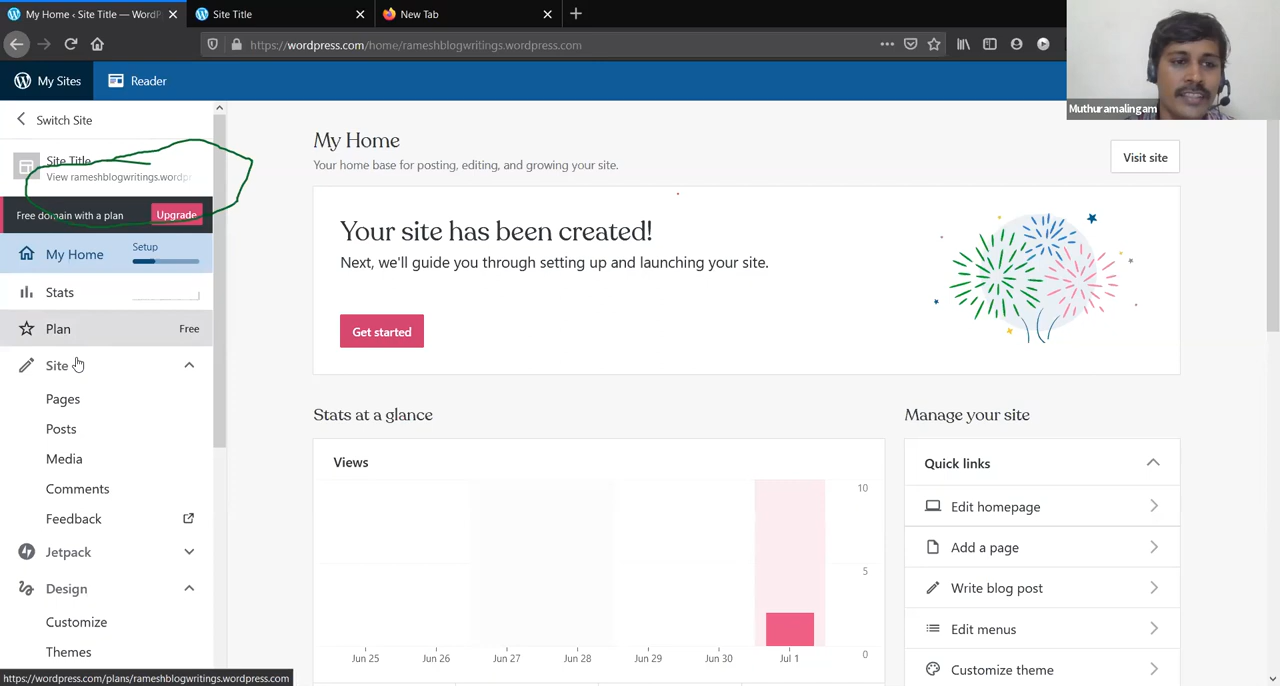 My Home ‹ Site Title — WordP
Site Title
New Tab
https://wordpress.com/home/rameshblogwritings.wordpress.com
My Sites
Reader
Muthuramalingam
Switch Site
Site Title
View rameshblogwritings.wordpr
Free domain with a plan
Upgrade
My Home
Setup
Stats
Plan
Free
Site
Pages
Posts
Media
Comments
Feedback
Jetpack
Design
Customize
Themes
https://wordpress.com/plans/rameshblogwritings.wordpress.com
My Home
Your home base for posting, editing, and growing your site.
Visit site
Your site has been created!
Next, we'll guide you through setting up and launching your site.
Get started
Stats at a glance
Views
10
5
0
Jun 25
Jun 26
Jun 27
Jun 28
Jun 29
Jun 30
Jul 1
Manage your site
Quick links
Edit homepage
Add a page
Write blog post
Edit menus
Customize theme